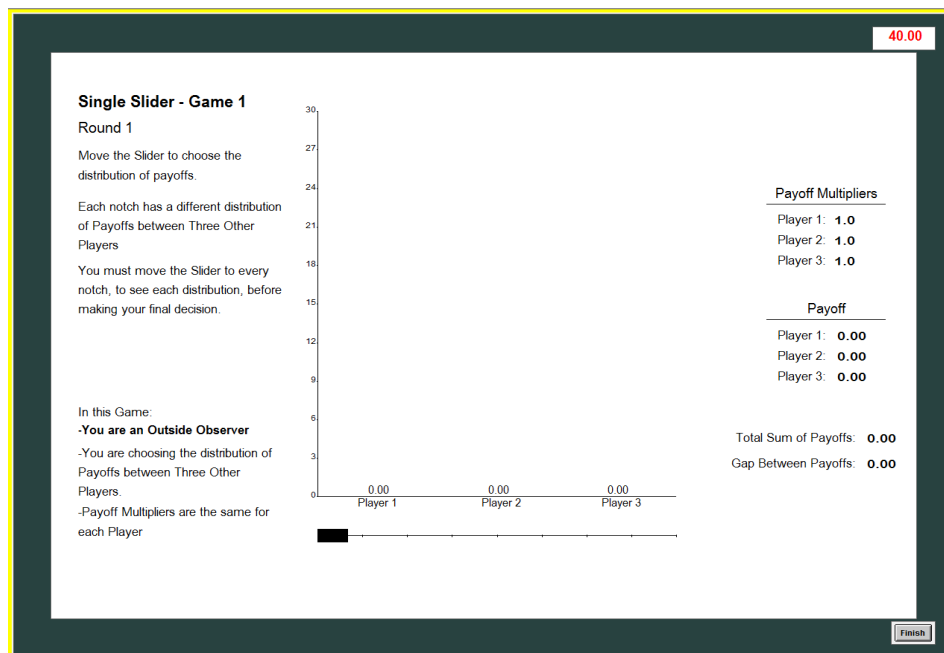 40.00
Single Slider - Game 1
Round 1
Move the Slider to choose the
distribution of payoffs.
Each notch has a different distribution
of Payoffs between Three Other
Players
You must move the Slider to every
notch, to see each distribution, before
making your final decision.
In this Game:
-You are an Outside Observer
-You are choosing the distribution of
Payoffs between Three Other
Players.
-Payoff Multipliers are the same for
each Player
30
27
24
21
18
15
12
9
6
3
0
0.00 0.00 0.00
Player 1 Player 2 Player 3
Payoff Multipliers
Player 1: 1.0
Player 2: 1.0
Player 3: 1.0
Payoff
Player 1: 0.00
Player 2: 0.00
Player 3: 0.00
Total Sum of Payoffs: 0.00
Gap Between Payoffs: 0.00
Finish